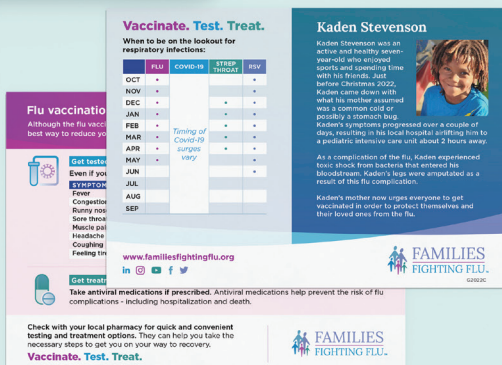 Vaccinate. Test. Treat.
When to be on the lookout for
respiratory infections:
FLU COVID-19 STREP THROAT RSV
OCT
NOV
DEC
JAN
FEB
MAR
APR
MAY
JUN
JUL
AUG
SEP
Timing of
Covid-19
surges
vary
www.familiesfightingflu.org
Kaden Stevenson
Kaden Stevenson was an
active and healthy seven-
year-old who enjoyed
sports and spending time
with his friends. Just
before Christmas 2022,
Kaden came down with
what his mother assumed
was a common cold or
possibly a stomach bug.
Kaden's symptoms progressed over a couple of
days, resulting in his local hospital airlifting him to
a pediatric intensive care unit about 2 hours away.
As a complication of the flu, Kaden experienced
toxic shock from bacteria that entered his
bloodstream. Kaden's legs were amputated as a
result of this flu complication.
Kaden's mother now urges everyone to get
vaccinated in order to protect themselves and
their loved ones from the flu.
FAMILIES
FIGHTING FLU
Flu vaccinatio
Although the flu vacci
best way to reduce yo
Get teste
Even if you
SYMPTOM
Fever
Congestion
Runny nos
Sore throa
Muscle pai
Headache
Coughing
Feeling tir
Get treat
Take antiviral medications if prescribed. Antiviral medications help prevent the risk of flu
complications - including hospitalization and death.
Check with your local pharmacy for quick and convenient
testing and treatment options. They can help you take the
necessary steps to get you on your way to recovery.
Vaccinate. Test. Treat.
FAMILIES
FIGHTING FLU